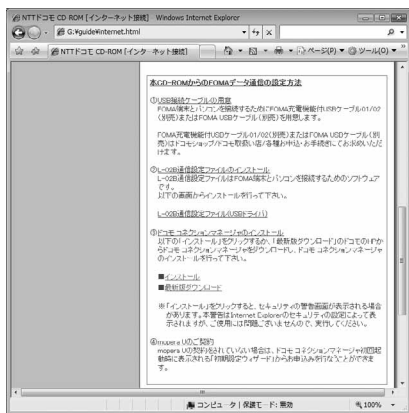 NTTドコモ CD-ROM [インターネット接続] Windows Internet Explorer
G:¥guide¥internet.html
NTTドコモ CD-ROM [インターネット接続]
ページ(P) ツール(O)
本CD-ROMからのFOMAデータ通信の設定方法
①USB接続ケーブルの用意
FOMA端末とパソコンを接続するためにFOMA充電機能付USBケーブル01/02
(別売)またはFOMA USBケーブル(別売)を用意します。
FOMA充電機能付USBケーブル01/02(別売)またはFOMA USBケーブル(別
売)はドコモショップ/ドコモ取扱い店/各種お申込・お手続きにてお求めいただ
けます。
②L-02B通信設定ファイルのインストール
L-02B通信設定ファイルはFOMA端末とパソコンを接続するためのソフトウェア
です。
以下の画面からインストールを行って下さい。
L-02B通信設定ファイル(USBドライバ)
③ドコモ コネクションマネージャのインストール
以下の「インストール」をクリックするか、「最新版ダウンロード」のドコモのHPか
らドコモ コネクションマネージャをダウンロードし、ドコモ コネクションマネージャ
のインストールを行って下さい。
■インストール
■最新版ダウンロード
※「インストール」をクリックすると、セキュリティの警告画面が表示される場合
があります。本警告はInternet Explorerのセキュリティの設定によって表
示されますが、ご使用には問題ございませんので、実行してください。
④mopera Uのご契約
mopera Uの契約をされていない場合は、ドコモ コネクションマネージャ初回起
動時に表示される「初期設定ウィザード」からお申込みを行なうことができま
す。
コンピュータ | 保護モード: 無効
100%